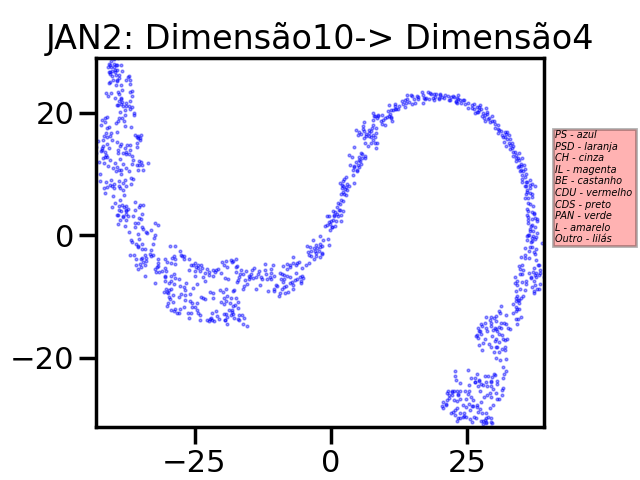 JAN2: Dimensão10-> Dimensão4
20
0
−20
−25
0
25
PS - azul
PSD - laranja
CH - cinza
IL - magenta
BE - castanho
CDU - vermelho
CDS - preto
PAN - verde
L - amarelo
Outro - lilás